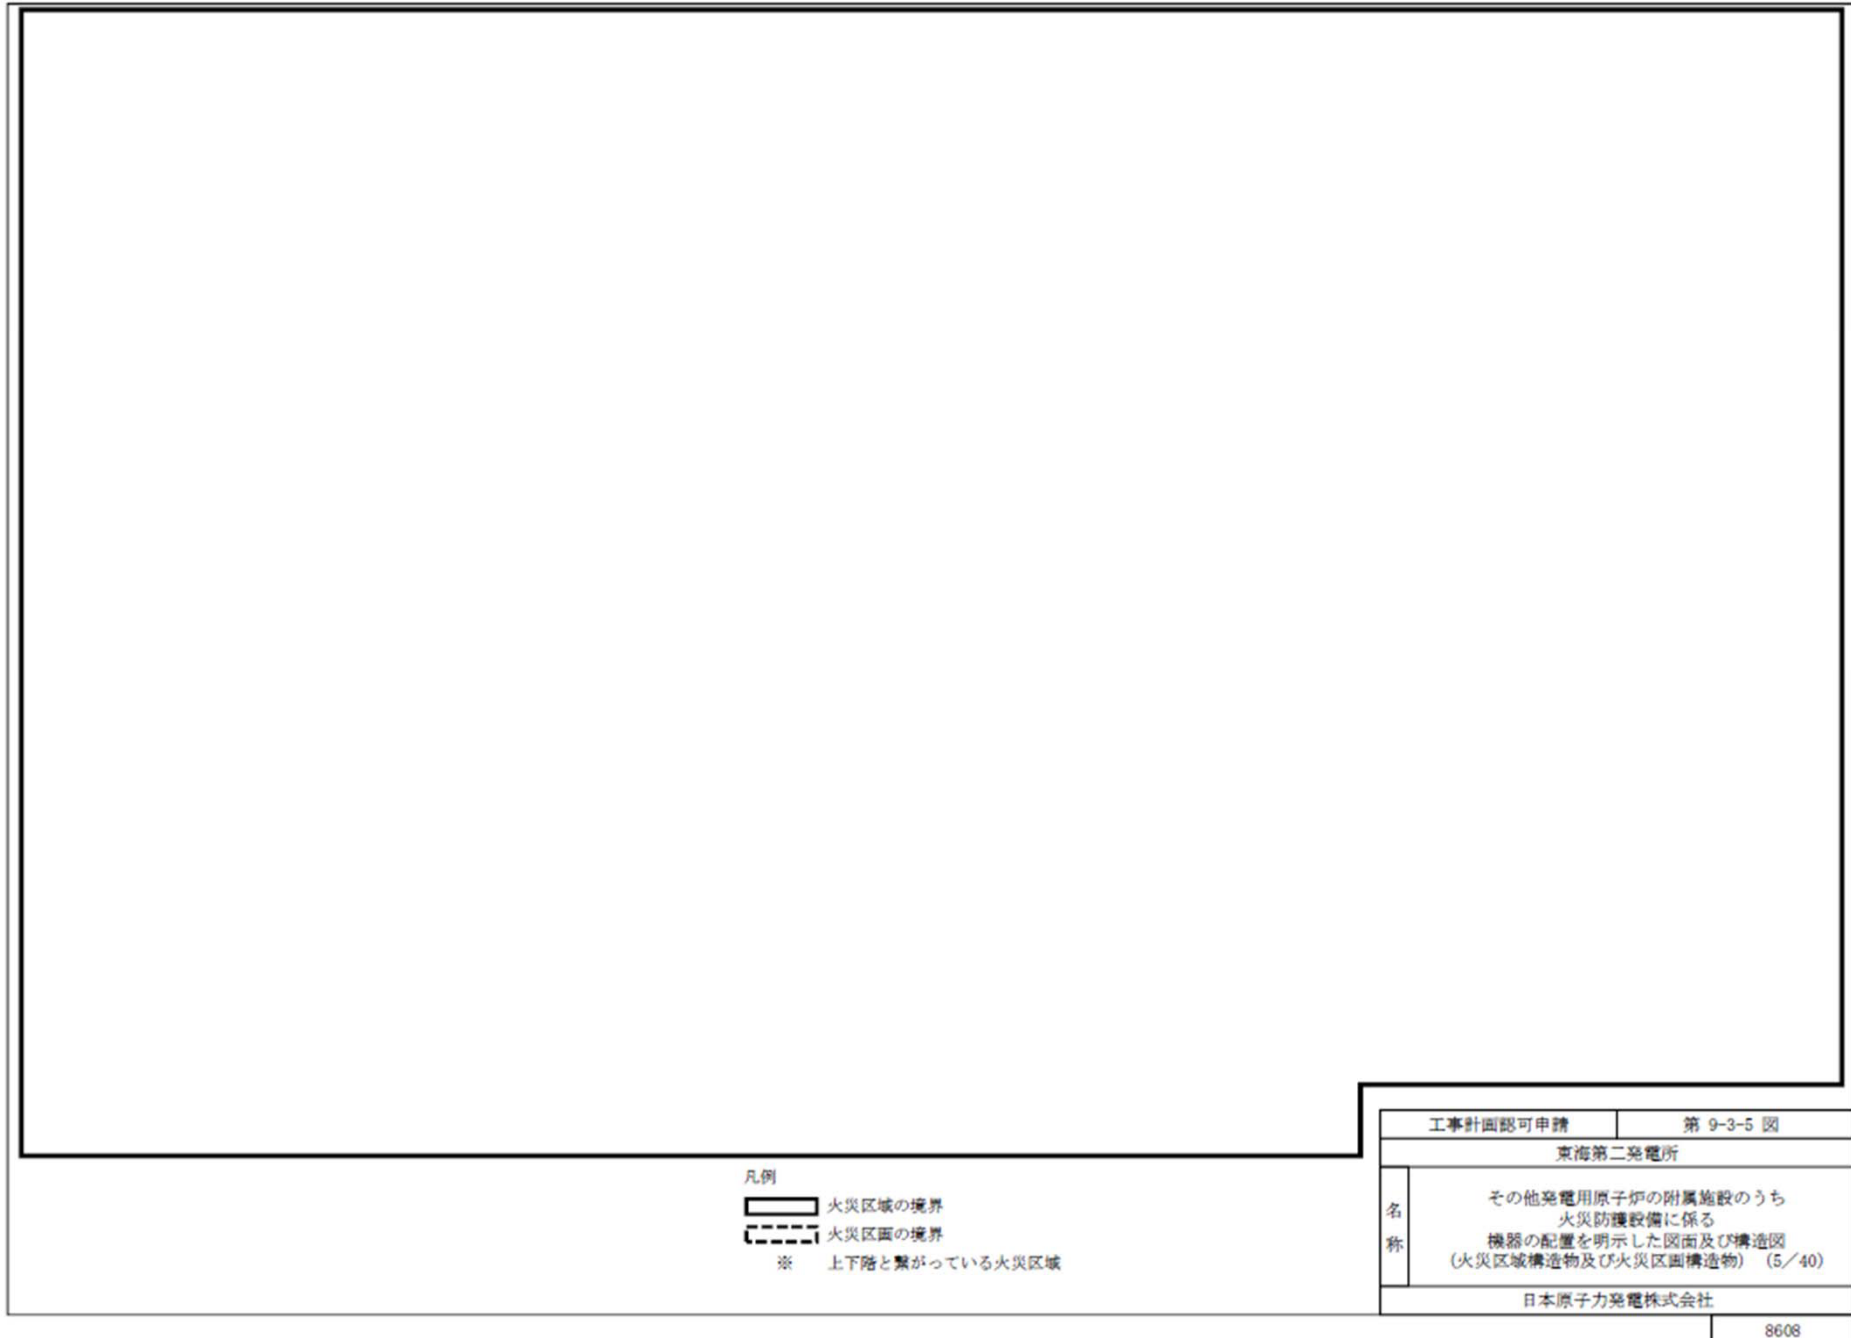 凡例
火災区域の境界
火災区画の境界
※ 上下階と繋がっている火災区域
工事計画認可申請 第 9-3-5 図
東海第二発電所
名称
その他発電用原子炉の附属施設のうち
火災防護設備に係る
機器の配置を明示した図面及び構造図
(火災区域構造物及び火災区画構造物) (5/40)
日本原子力発電株式会社
8608